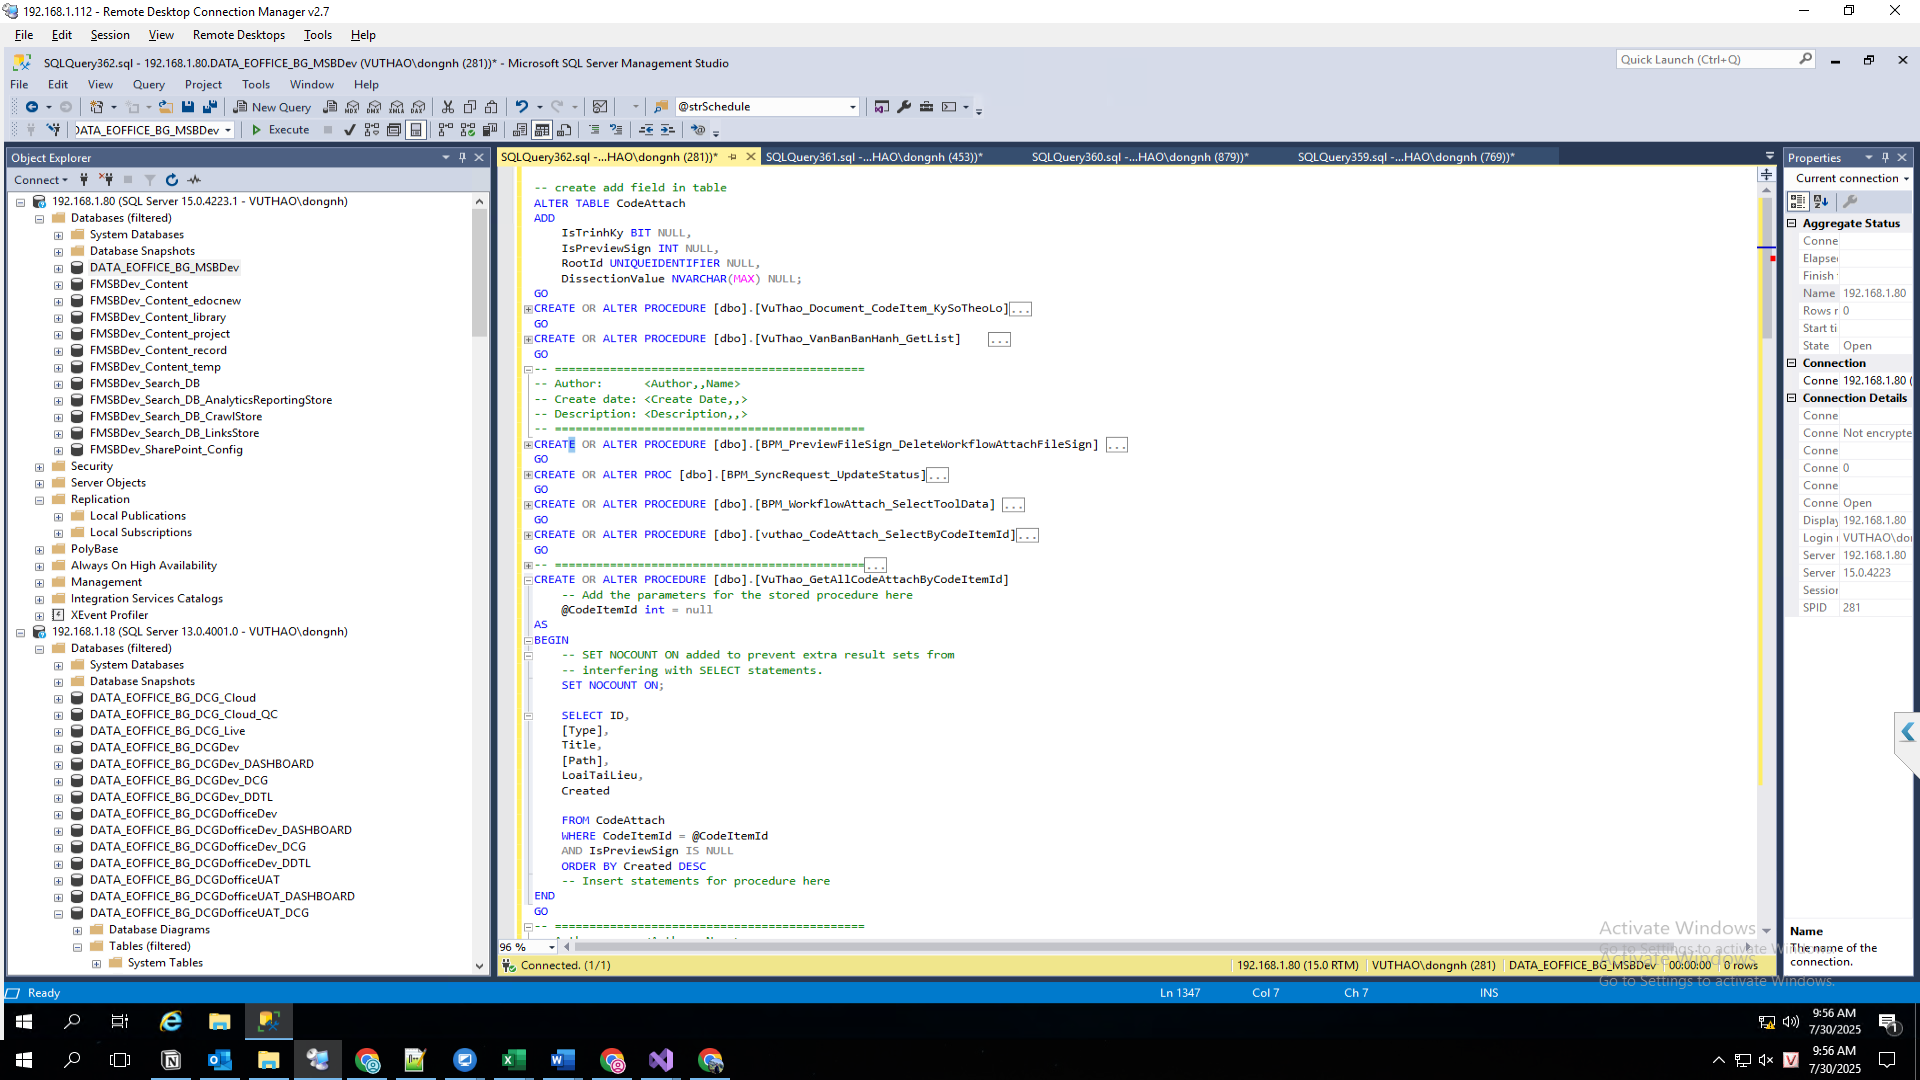 192.168.1.112 - Remote Desktop Connection Manager v2.7
File Edit Session View Remote Desktops Tools Help
SQLQuery362.sql - 192.168.1.80.DATA_EOFFICE_BG_MSBDev (VUTHAO\dongnh (281))* - Microsoft SQL Server Management Studio
Quick Launch (Ctrl+Q)
File Edit View Query Project Tools Window Help
New Query
@strSchedule
DATA_EOFFICE_BG_MSBDev
Execute
Object Explorer
Connect
192.168.1.80 (SQL Server 15.0.4223.1 - VUTHAO\dongnh)
Databases (filtered)
System Databases
Database Snapshots
DATA_EOFFICE_BG_MSBDev
FMSBDev_Content
FMSBDev_Content_edocnew
FMSBDev_Content_library
FMSBDev_Content_project
FMSBDev_Content_record
FMSBDev_Content_temp
FMSBDev_Search_DB
FMSBDev_Search_DB_AnalyticsReportingStore
FMSBDev_Search_DB_CrawlStore
FMSBDev_Search_DB_LinksStore
FMSBDev_SharePoint_Config
Security
Server Objects
Replication
Local Publications
Local Subscriptions
PolyBase
Always On High Availability
Management
Integration Services Catalogs
XEvent Profiler
192.168.1.18 (SQL Server 13.0.4001.0 - VUTHAO\dongnh)
Databases (filtered)
System Databases
Database Snapshots
DATA_EOFFICE_BG_DCG_Cloud
DATA_EOFFICE_BG_DCG_Cloud_QC
DATA_EOFFICE_BG_DCG_Live
DATA_EOFFICE_BG_DCGDev
DATA_EOFFICE_BG_DCGDev_DASHBOARD
DATA_EOFFICE_BG_DCGDev_DCG
DATA_EOFFICE_BG_DCGDev_DDTL
DATA_EOFFICE_BG_DCGDofficeDev
DATA_EOFFICE_BG_DCGDofficeDev_DASHBOARD
DATA_EOFFICE_BG_DCGDofficeDev_DCG
DATA_EOFFICE_BG_DCGDofficeDev_DDTL
DATA_EOFFICE_BG_DCGDofficeUAT
DATA_EOFFICE_BG_DCGDofficeUAT_DASHBOARD
DATA_EOFFICE_BG_DCGDofficeUAT_DCG
Database Diagrams
Tables (filtered)
System Tables
SQLQuery362.sql -...HAO\dongnh (281))* SQLQuery361.sql -...HAO\dongnh (453))* SQLQuery360.sql -...HAO\dongnh (879))* SQLQuery359.sql -...HAO\dongnh (769))*
-- create add field in table
ALTER TABLE CodeAttach
ADD
IsTrinhKy BIT NULL,
IsPreviewSign INT NULL,
RootId UNIQUEIDENTIFIER NULL,
DissectionValue NVARCHAR(MAX) NULL;
GO
CREATE OR ALTER PROCEDURE [dbo].[VuThao_Document_CodeItem_KySoTheoLo]...
GO
CREATE OR ALTER PROCEDURE [dbo].[VuThao_VanBanBanHanh_GetList] ...
GO
-- =============================================
-- Author: <Author,,Name>
-- Create date: <Create Date,,>
-- Description: <Description,,>
-- =============================================
CREATE OR ALTER PROCEDURE [dbo].[BPM_PreviewFileSign_DeleteWorkflowAttachFileSign] ...
GO
CREATE OR ALTER PROC [dbo].[BPM_SyncRequest_UpdateStatus]...
GO
CREATE OR ALTER PROCEDURE [dbo].[BPM_WorkflowAttach_SelectToolData] ...
GO
CREATE OR ALTER PROCEDURE [dbo].[vuthao_CodeAttach_SelectByCodeItemId]...
GO
-- =============================================...
CREATE OR ALTER PROCEDURE [dbo].[VuThao_GetAllCodeAttachByCodeItemId]
-- Add the parameters for the stored procedure here
@CodeItemId int = null
AS
BEGIN
-- SET NOCOUNT ON added to prevent extra result sets from
-- interfering with SELECT statements.
SET NOCOUNT ON;
SELECT ID,
[Type],
Title,
[Path],
LoaiTaiLieu,
Created
FROM CodeAttach
WHERE CodeItemId = @CodeItemId
AND IsPreviewSign IS NULL
ORDER BY Created DESC
-- Insert statements for procedure here
END
GO
-- =============================================
96 %
Connected. (1/1)
192.168.1.80 (15.0 RTM) VUTHAO\dongnh (281) DATA_EOFFICE_BG_MSBDev 00:00:00 0 rows
Properties
Current connection
Aggregate Status
Conne
Elapse
Finish
Name 192.168.1.80
Rows r 0
Start ti
State Open
Connection
Conne 192.168.1.80 (
Connection Details
Conne
Conne Not encrypte
Conne
Conne 0
Conne
Conne Open
Display 192.168.1.80
Login VUTHAO\do
Server 192.168.1.80
Server 15.0.4223
Session
SPID 281
Name
The name of the connection.
Activate Windows
Go to Settings to activate Windows.
Activate Windows
Go to Settings to activate Windows.
Ready
Ln 1347 Col 7 Ch 7 INS
9:56 AM
7/30/2025
1
9:56 AM
7/30/2025